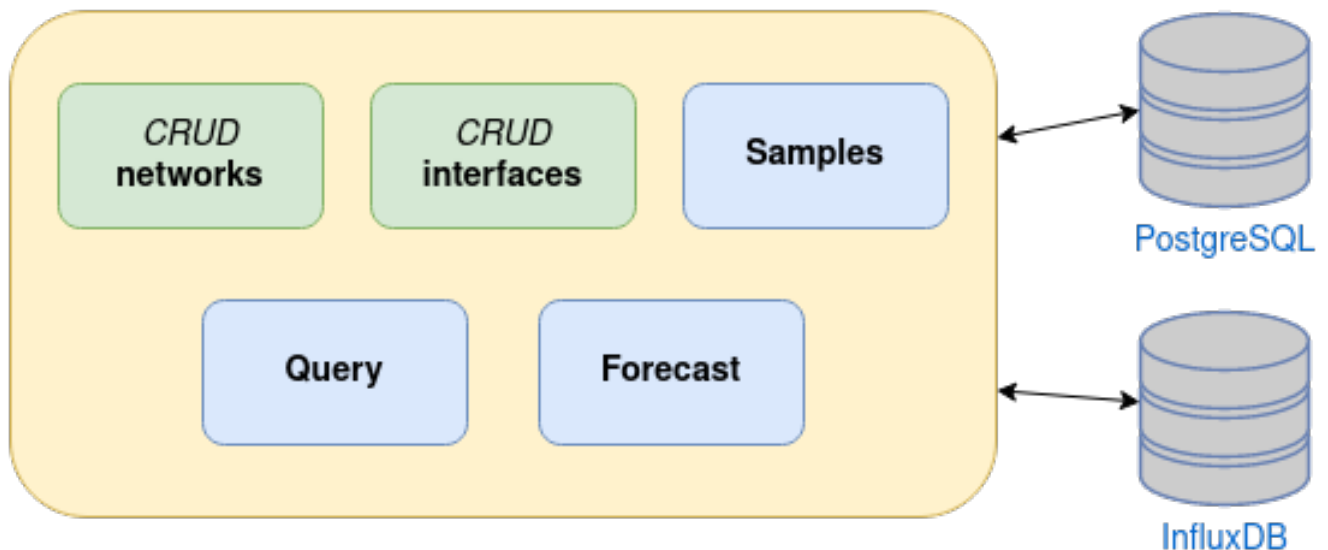 CRUD
networks
CRUD
interfaces
Samples
PostgreSQL
Query
Forecast
InfluxDB